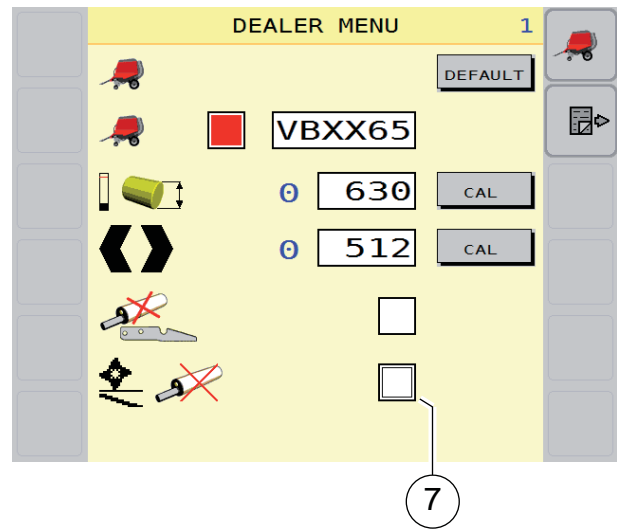 DEALER MENU 1
DEFAULT
VBXX65
0 630 CAL
0 512 CAL
7